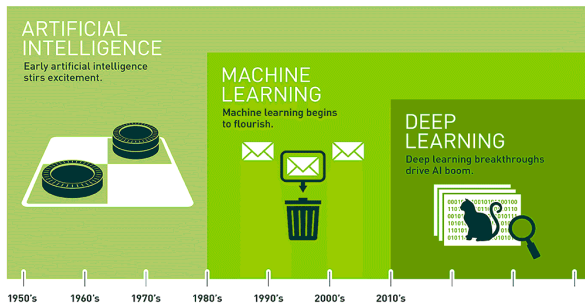 ARTIFICIAL
INTELLIGENCE
Early artificial intelligence
stirs excitement.
MACHINE
LEARNING
Machine learning begins
to flourish.
DEEP
LEARNING
Deep learning breakthroughs
drive AI boom.
1950's 1960's 1970's 1980's 1990's 2000's 2010's